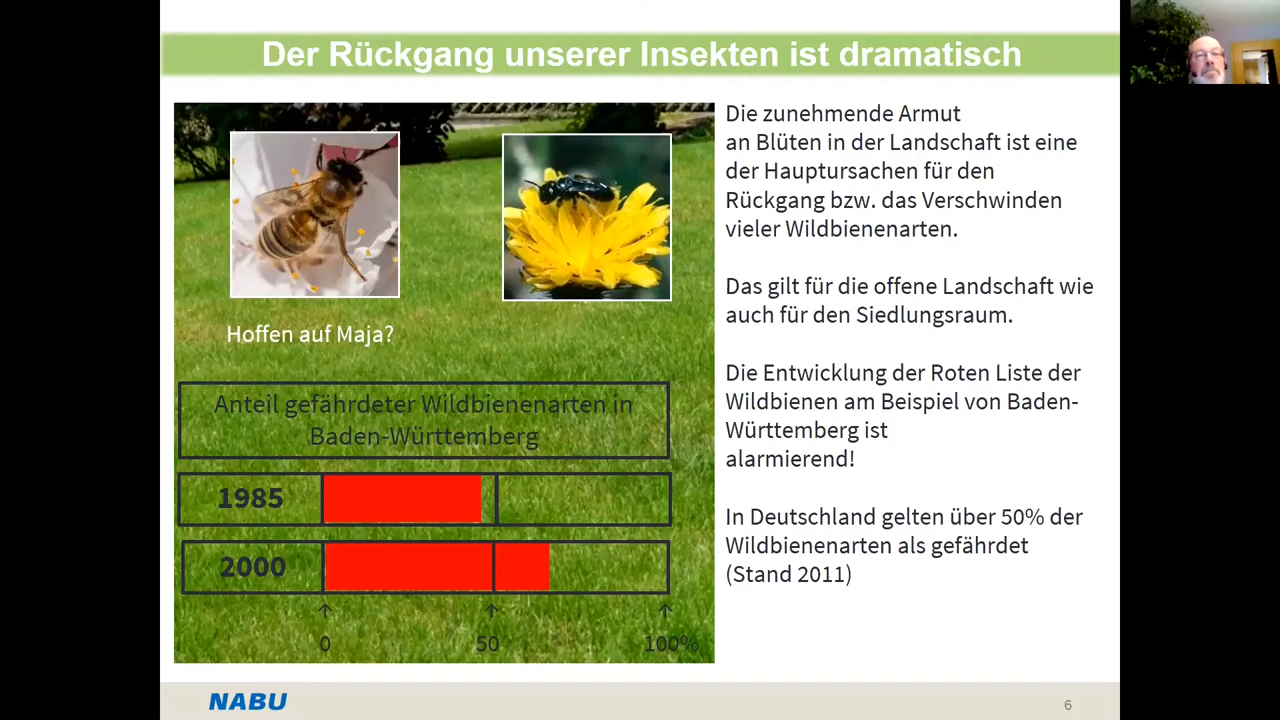 Der Rückgang unserer Insekten ist dramatisch
Hoffen auf Maja?
Anteil gefährdeter Wildbienenarten in
Baden-Württemberg
1985
2000
0 50 100%
Die zunehmende Armut
an Blüten in der Landschaft ist eine
der Hauptursachen für den
Rückgang bzw. das Verschwinden
vieler Wildbienenarten.
Das gilt für die offene Landschaft wie
auch für den Siedlungsraum.
Die Entwicklung der Roten Liste der
Wildbienen am Beispiel von Baden-
Württemberg ist
alarmierend!
In Deutschland gelten über 50% der
Wildbienenarten als gefährdet
(Stand 2011)
NABU
6